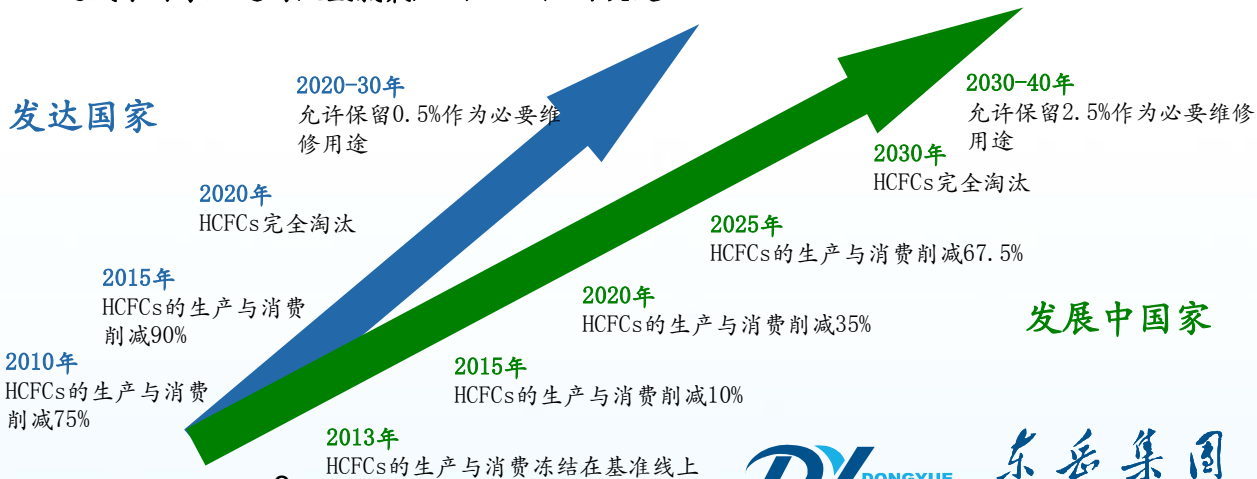 发达国家
2020-30年
允许保留0.5%作为必要维
修用途
2020年
HCFCs完全淘汰
2015年
HCFCs的生产与消费
削减90%
2010年
HCFCs的生产与消费
削减75%
2030-40年
允许保留2.5%作为必要维修
用途
2030年
HCFCs完全淘汰
2025年
HCFCs的生产与消费削减67.5%
2020年
HCFCs的生产与消费削减35%
2015年
HCFCs的生产与消费削减10%
2013年
HCFCs的生产与消费冻结在基准线上
发展中国家
DONGYUE
东岳集团